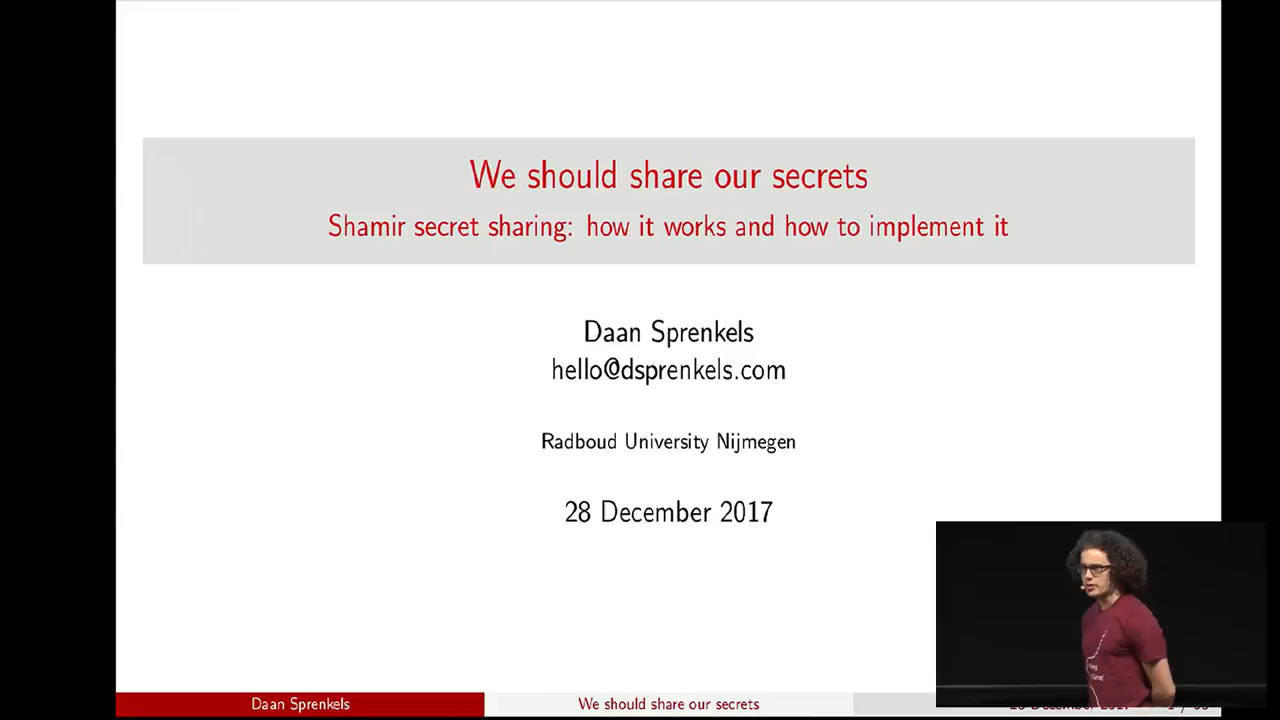 We should share our secrets
Shamir secret sharing: how it works and how to implement it
Daan Sprenkels
hello@dsprenkels.com
Radboud University Nijmegen
28 December 2017
Daan Sprenkels
We should share our secrets